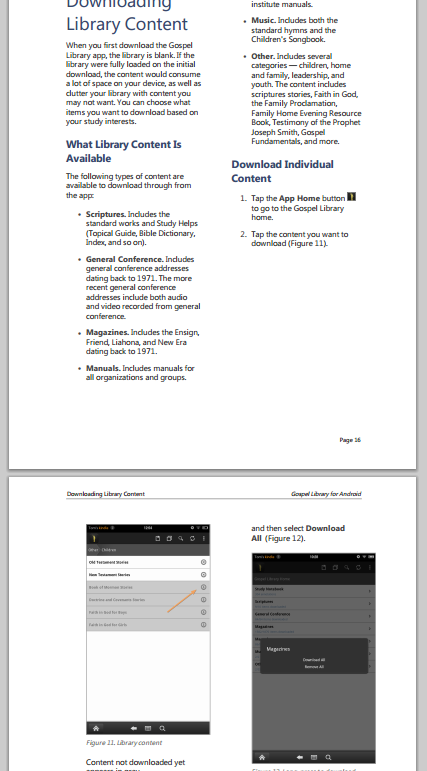 Downloading
Library Content
When you first download the Gospel
Library app, the library is blank. If the
library were fully loaded on the initial
download, the content would consume
a lot of space on your device, as well as
clutter your library with content you
may not want. You can choose what
items you want to download based on
your study interests.
What Library Content Is
Available
The following types of content are
available to download through from
the app:
• Scriptures. Includes the
standard works and Study Helps
(Topical Guide, Bible Dictionary,
Index, and so on).
• General Conference. Includes
general conference addresses
dating back to 1971. The more
recent general conference
addresses include both audio
and video recorded from general
conference.
• Magazines. Includes the Ensign,
Friend, Liahona, and New Era
dating back to 1971.
• Manuals. Includes manuals for
all organizations and groups.
institute manuals.
• Music. Includes both the
standard hymns and the
Children's Songbook.
• Other. Includes several
categories — children, home
and family, leadership, and
youth. The content includes
scriptures stories, Faith in God,
the Family Proclamation,
Family Home Evening Resource
Book, Testimony of the Prophet
Joseph Smith, Gospel
Fundamentals, and more.
Download Individual
Content
1. Tap the App Home button
to go to the Gospel Library
home.
2. Tap the content you want to
download (Figure 11).
Page 16
Downloading Library Content
Gospel Library for Android
Other: Children
Old Testament Stories
New Testament Stories
Book of Mormon Stories
Doctrine and Covenants Stories
Faith in God for Boys
Faith in God for Girls
Figure 11. Library content
Content not downloaded yet
and then select Download
All (Figure 12).
Study Notebook
Scriptures
General Conference
Magazines
Magazines
Download All
Remove All